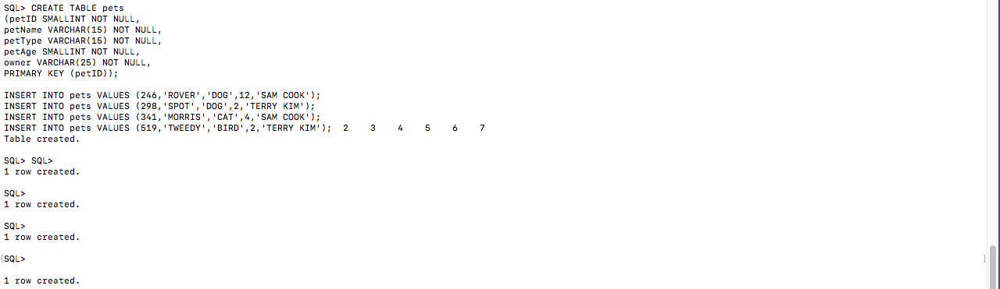 SQL> CREATE TABLE pets
(petID SMALLINT NOT NULL,
petName VARCHAR(15) NOT NULL,
petType VARCHAR(15) NOT NULL,
petAge SMALLINT NOT NULL,
owner VARCHAR(25) NOT NULL,
PRIMARY KEY (petID));
INSERT INTO pets VALUES (246,'ROVER','DOG',12,'SAM COOK');
INSERT INTO pets VALUES (298,'SPOT','DOG',2,'TERRY KIM');
INSERT INTO pets VALUES (341,'MORRIS','CAT',4,'SAM COOK');
INSERT INTO pets VALUES (519,'TWEEDY','BIRD',2,'TERRY KIM');  2    3    4    5    6    7
Table created.
SQL> SQL>
1 row created.
SQL>
1 row created.
SQL>
1 row created.
[SQL> ]
1 row created.